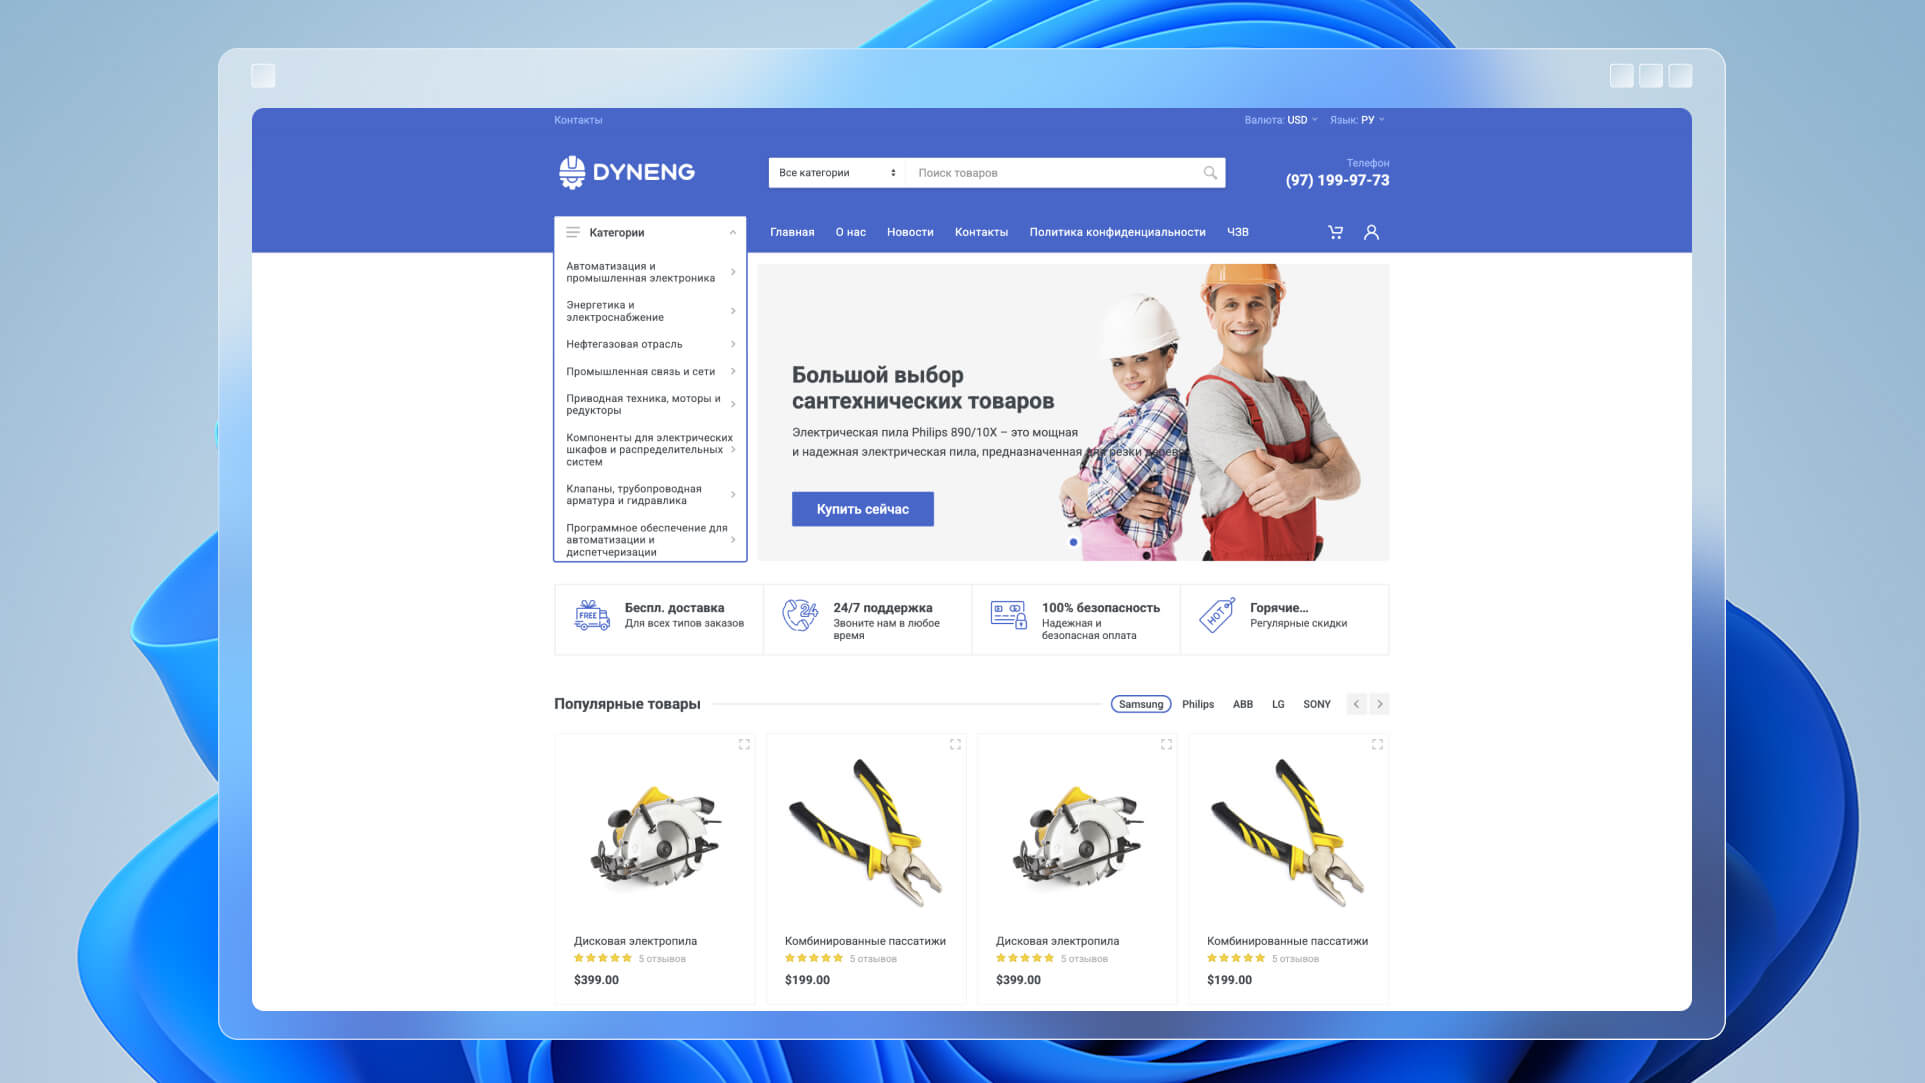 Контакты
Валюта: USD
Язык: РУ
DYNENG
Все категории
Поиск товаров
Телефон
(97) 199-97-73
Категории
Главная
О нас
Новости
Контакты
Политика конфиденциальности
ЧЗВ
Автоматизация и
промышленная электроника
Энергетика и
электроснабжение
Нефтегазовая отрасль
Промышленная связь и сети
Приводная техника, моторы и
редукторы
Компоненты для электрических
шкафов и распределительных
систем
Клапаны, трубопроводная
арматура и гидравлика
Программное обеспечение для
автоматизации и
диспетчеризации
Большой выбор
сантехнических товаров
Электрическая пила Philips 890/10X – это мощная
и надежная электрическая пила, предназначенная для резки дерева
Купить сейчас
FREE
Беспл. доставка
Для всех типов заказов
24
24/7 поддержка
Звоните нам в любое
время
100% безопасность
Надежная и
безопасная оплата
HOT
Горячие...
Регулярные скидки
Популярные товары
Samsung
Philips
ABB
LG
SONY
Дисковая электропила
5 отзывов
$399.00
Комбинированные пассатижи
5 отзывов
$199.00
Дисковая электропила
5 отзывов
$399.00
Комбинированные пассатижи
5 отзывов
$199.00